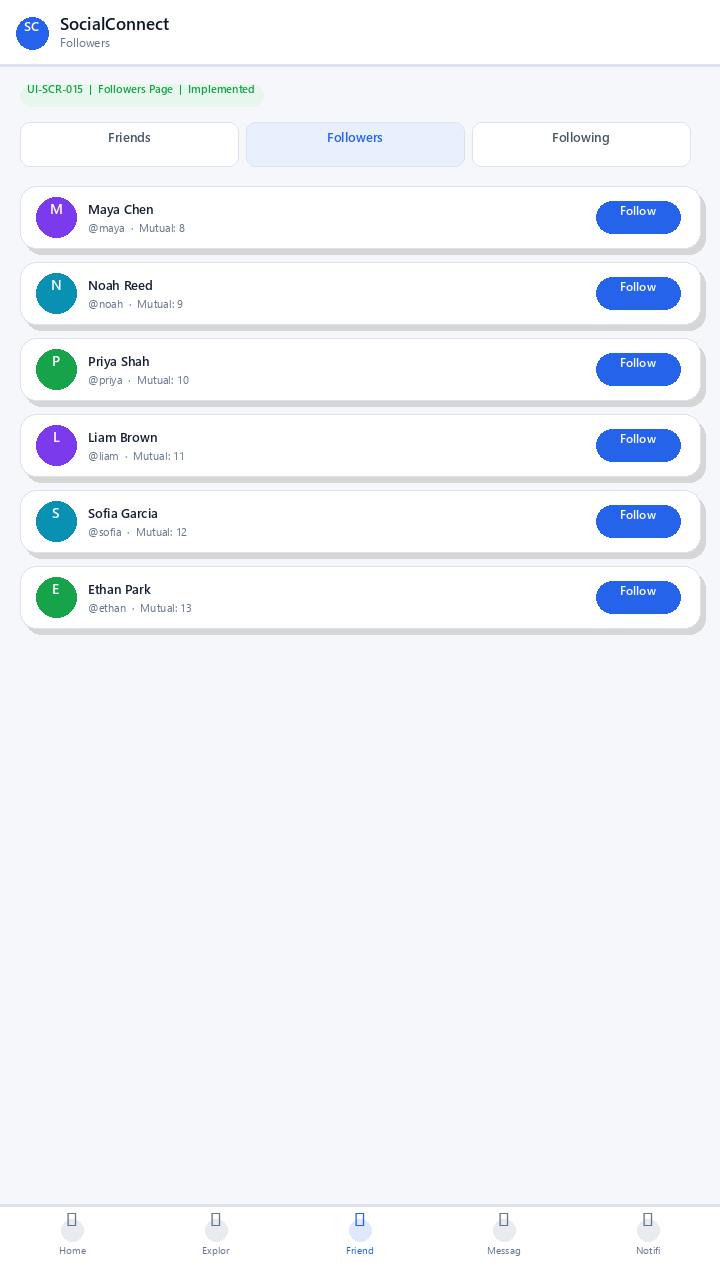 SC
SocialConnect
Followers
UI-SCR-015 | Followers Page | Implemented
Friends
Followers
Following
M
Maya Chen
@maya · Mutual: 8
Follow
N
Noah Reed
@noah · Mutual: 9
Follow
P
Priya Shah
@priya · Mutual: 10
Follow
L
Liam Brown
@liam · Mutual: 11
Follow
S
Sofia Garcia
@sofia · Mutual: 12
Follow
E
Ethan Park
@ethan · Mutual: 13
Follow
Home
Explor
Friend
Messag
Notifi